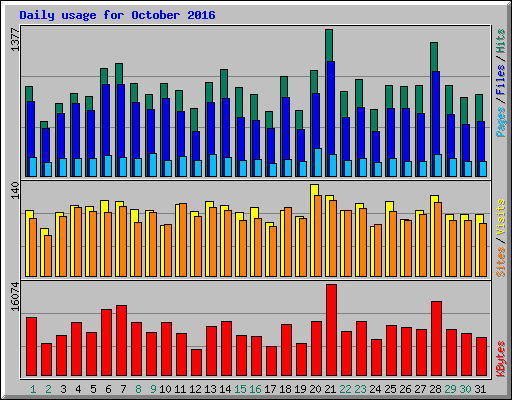 Daily usage for October 2016
1377
Pages / Files / Hits
140
Sites / Visits
16074
KBytes
1 2 3 4 5 6 7 8 9 10 11 12 13 14 15 16 17 18 19 20 21 22 23 24 25 26 27 28 29 30 31